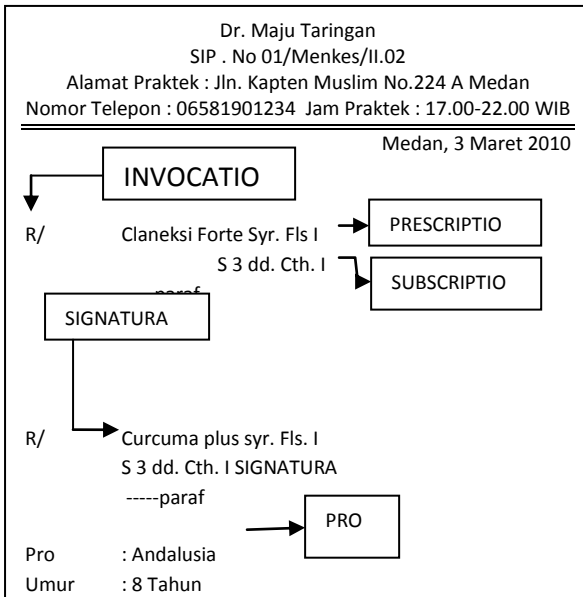 Dr. Maju Taringan
SIP . No 01/Menkes/II.02
Alamat Praktek : Jln. Kapten Muslim No.224 A Medan
Nomor Telepon : 06581901234 Jam Praktek : 17.00-22.00 WIB
Medan, 3 Maret 2010
INVOCATIO
R/ Claneksi Forte Syr. Fls I PRESCRIPTIO
S 3 dd. Cth. I SUBSCRIPTIO
paraf
SIGNATURA
R/ Curcuma plus syr. Fls. I
S 3 dd. Cth. I SIGNATURA
-----paraf
PRO
Pro : Andalusia
Umur : 8 Tahun